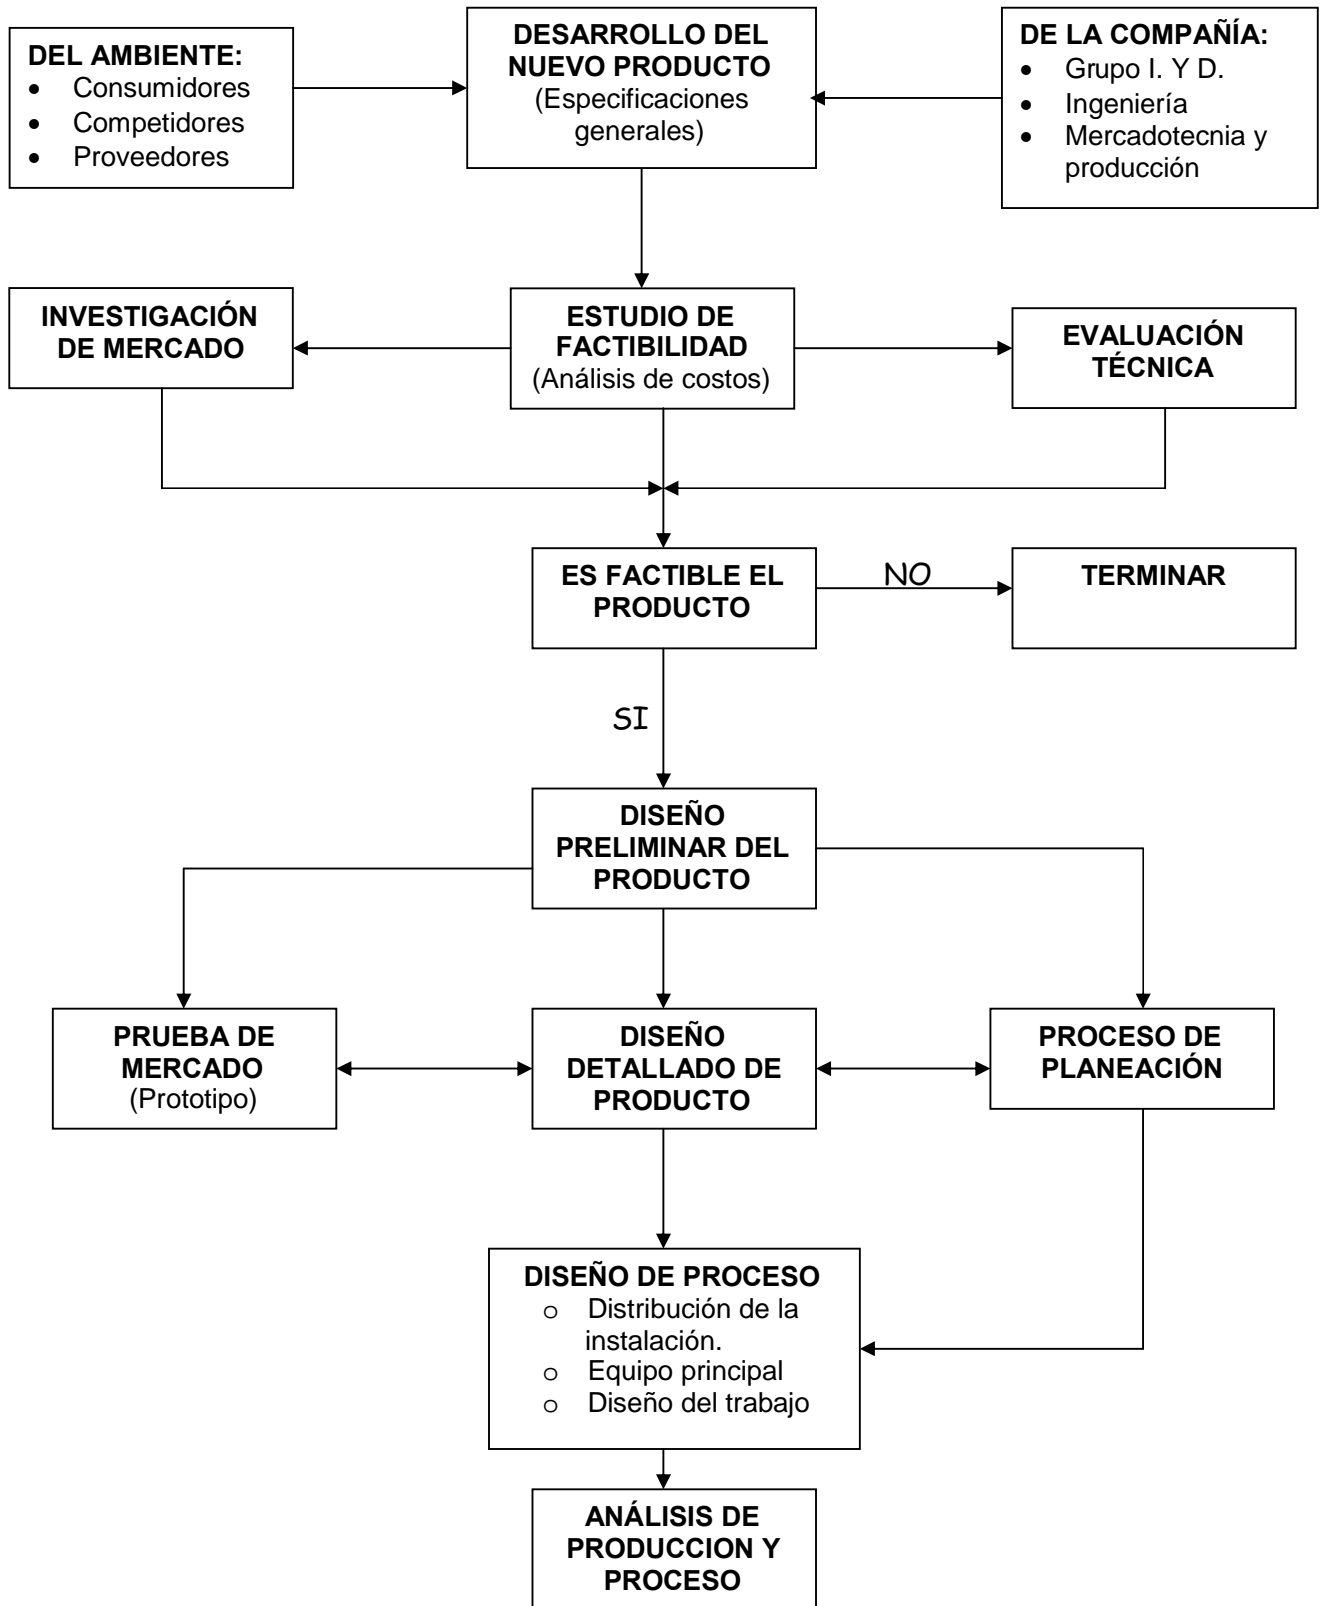 DEL AMBIENTE:
• Consumidores
• Competidores
• Proveedores
DESARROLLO DEL
NUEVO PRODUCTO
(Especificaciones
generales)
DE LA COMPAÑÍA:
• Grupo I. Y D.
• Ingeniería
• Mercadotecnia y
producción
INVESTIGACIÓN
DE MERCADO
ESTUDIO DE
FACTIBILIDAD
(Análisis de costos)
EVALUACIÓN
TÉCNICA
ES FACTIBLE EL
PRODUCTO
NO
TERMINAR
SI
DISEÑO
PRELIMINAR DEL
PRODUCTO
PRUEBA DE
MERCADO
(Prototipo)
DISEÑO
DETALLADO DE
PRODUCTO
PROCESO DE
PLANEACIÓN
DISEÑO DE PROCESO
o Distribución de la
instalación.
o Equipo principal
o Diseño del trabajo
ANÁLISIS DE
PRODUCCION Y
PROCESO